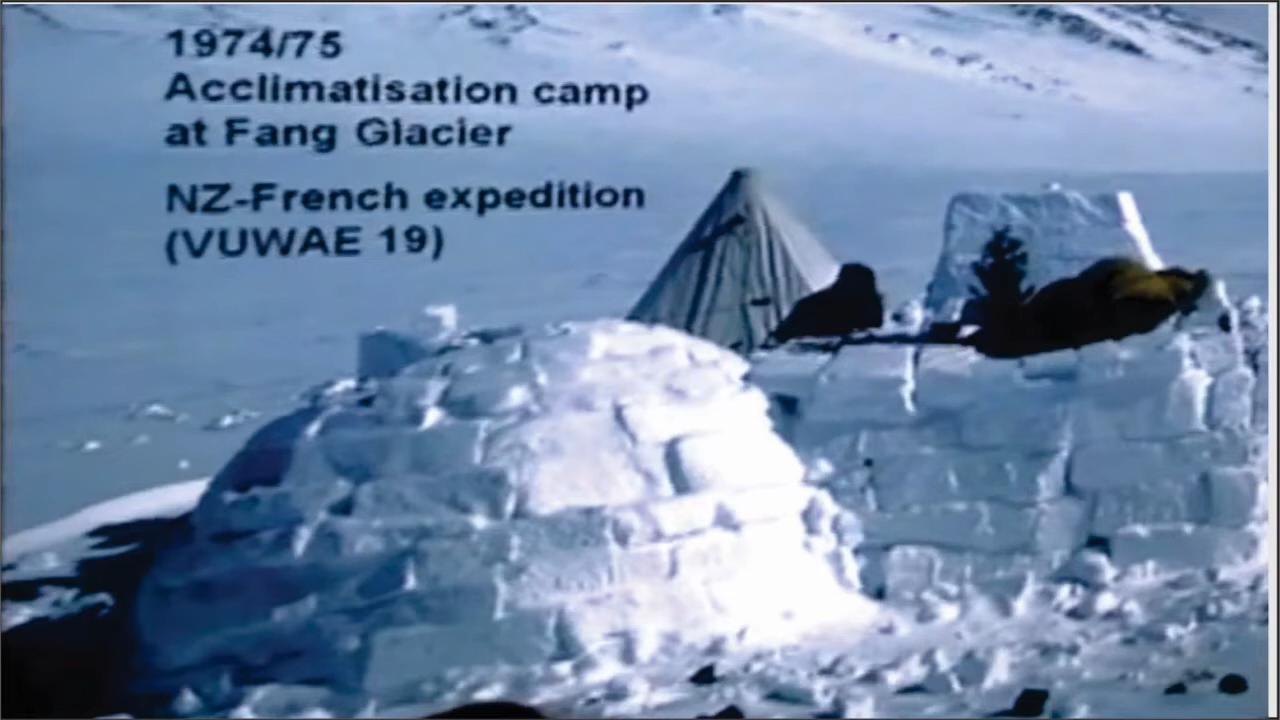 1974/75
Acclimatisation camp
at Fang Glacier
NZ-French expedition
(VUWAE 19)